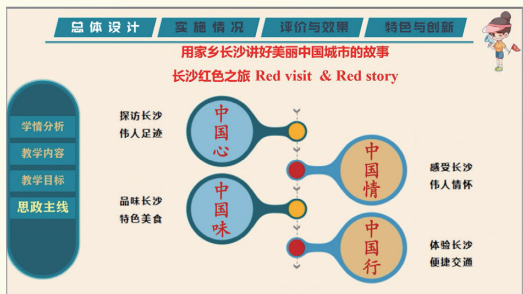 总体设计
实施情况
评价与效果
特色与创新
用家乡长沙讲好美丽中国城市的故事
长沙红色之旅 Red visit & Red story
学情分析
教学内容
教学目标
思政主线
探访长沙
伟人足迹
中国心
中国情
感受长沙
伟人情怀
品味长沙
特色美食
中国味
中国行
体验长沙
便捷交通